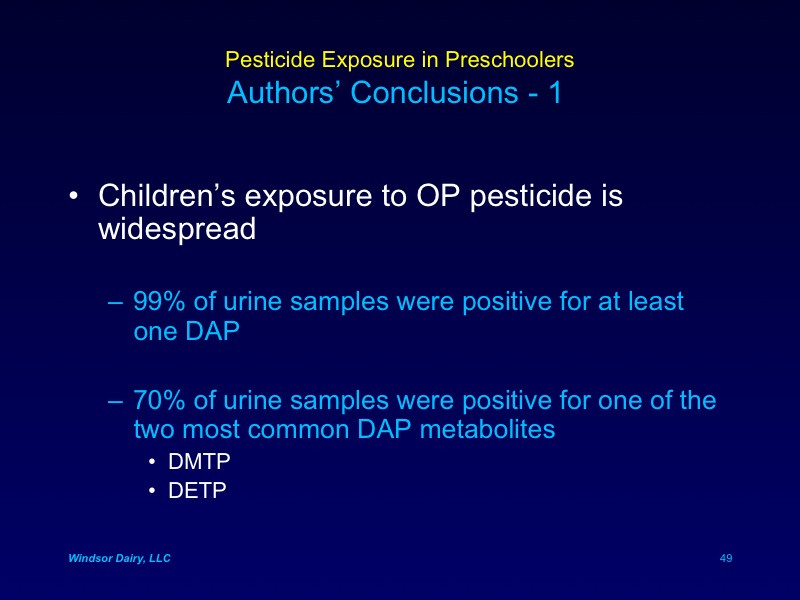 Pesticide Exposure in Preschoolers
Authors’ Conclusions - 1
• Children’s exposure to OP pesticide is
widespread
– 99% of urine samples were positive for at least
one DAP
– 70% of urine samples were positive for one of the
two most common DAP metabolites
• DMTP
• DETP
Windsor Dairy, LLC
49